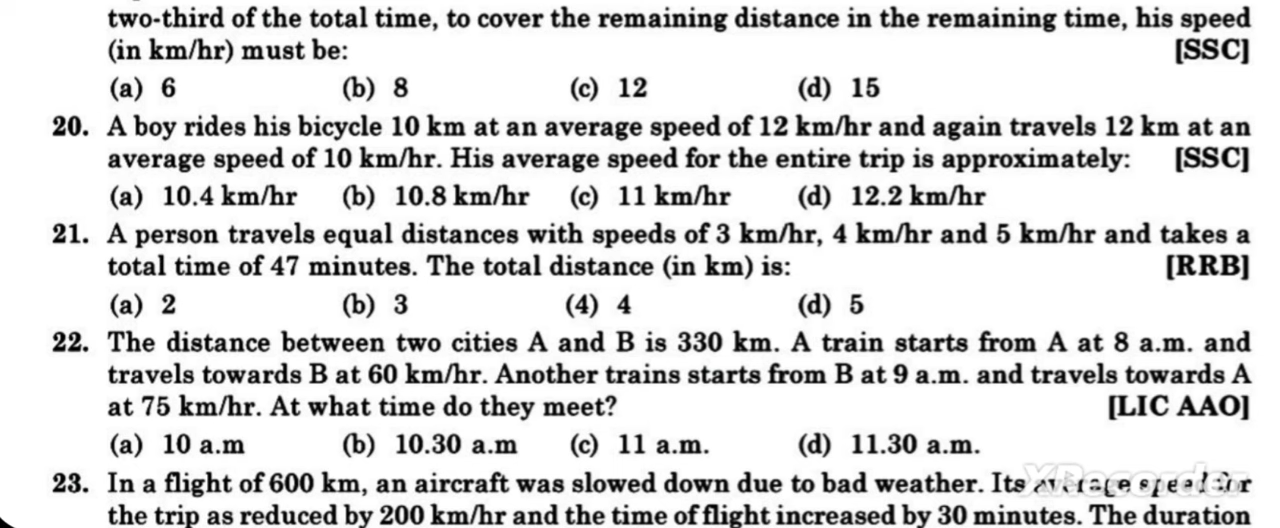 two-third of the total time, to cover the remaining distance in the remaining time, his speed
(in km/hr) must be: [SSC]
(a) 6 (b) 8 (c) 12 (d) 15
20. A boy rides his bicycle 10 km at an average speed of 12 km/hr and again travels 12 km at an
average speed of 10 km/hr. His average speed for the entire trip is approximately: [SSC]
(a) 10.4 km/hr (b) 10.8 km/hr (c) 11 km/hr (d) 12.2 km/hr
21. A person travels equal distances with speeds of 3 km/hr, 4 km/hr and 5 km/hr and takes a
total time of 47 minutes. The total distance (in km) is: [RRB]
(a) 2 (b) 3 (4) 4 (d) 5
22. The distance between two cities A and B is 330 km. A train starts from A at 8 a.m. and
travels towards B at 60 km/hr. Another trains starts from B at 9 a.m. and travels towards A
at 75 km/hr. At what time do they meet? [LIC AAO]
(a) 10 a.m (b) 10.30 a.m (c) 11 a.m. (d) 11.30 a.m.
23. In a flight of 600 km, an aircraft was slowed down due to bad weather. Its average speed for
the trip as reduced by 200 km/hr and the time of flight increased by 30 minutes. The duration
XRecorder